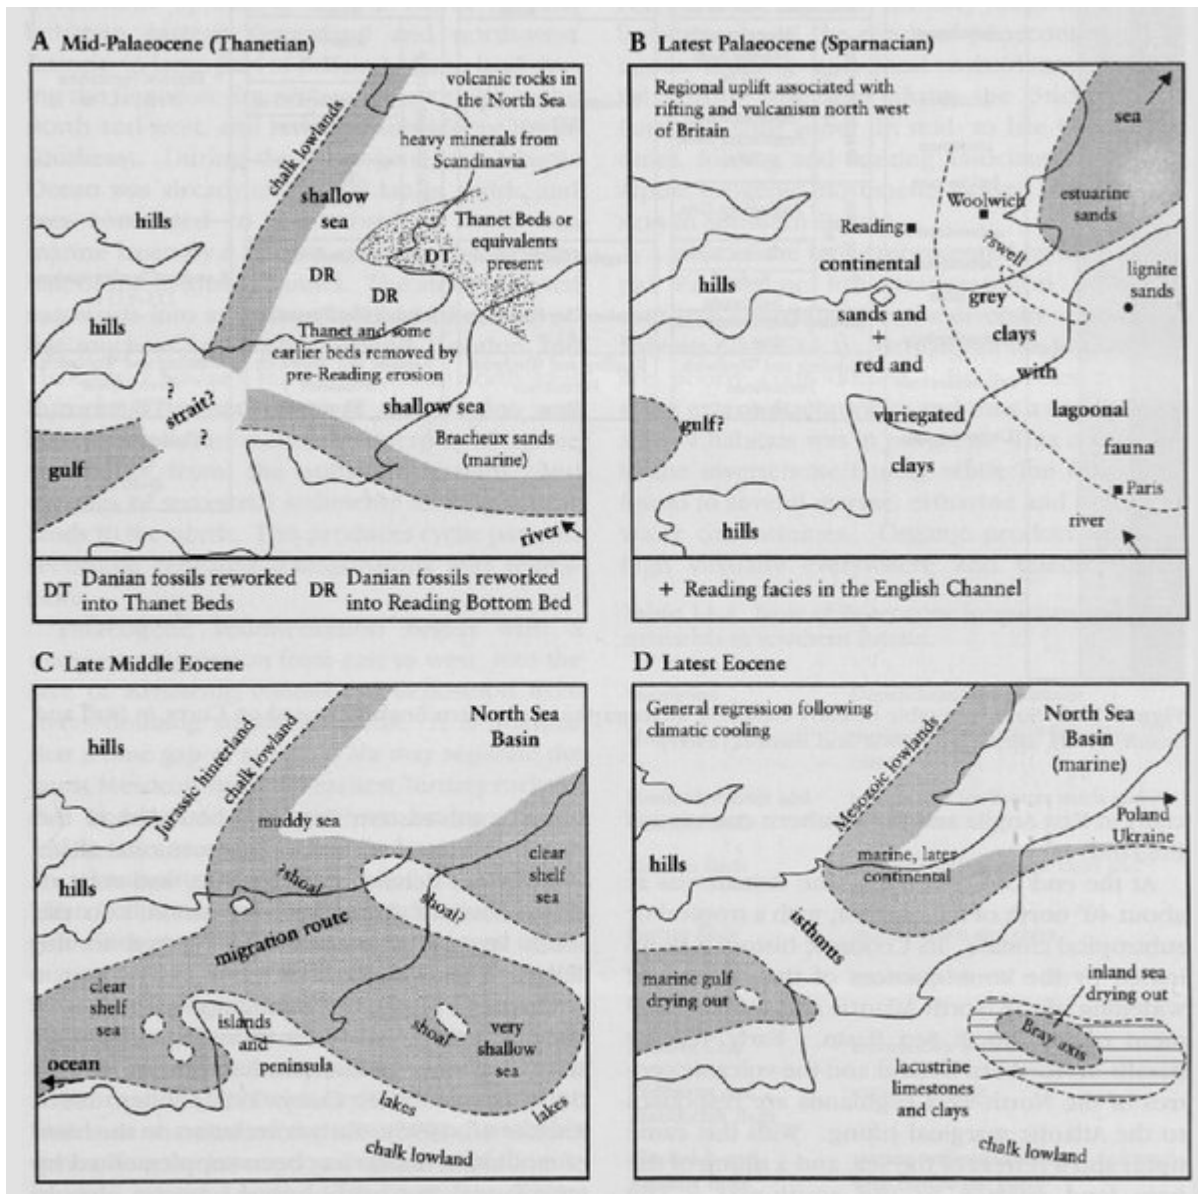 A Mid-Palaeocene (Thanetian)
volcanic rocks in
the North Sea
heavy minerals from
Scandinavia
chalk lowlands
shallow
sea
hills
Thanet Beds or
equivalents
present
DT
DR
DR
hills
Thanet and some
earlier beds removed by
pre-Reading erosion
?
strait?
?
shallow sea
Bracheux sands
(marine)
gulf
river
DT Danian fossils reworked
into Thanet Beds
DR Danian fossils reworked
into Reading Bottom Bed
B Latest Palaeocene (Sparnacian)
Regional uplift associated with
rifting and vulcanism north west
of Britain
sea
estuarine
sands
Woolwich
Reading
?swell
continental
lignite
sands
hills
grey
sands and
clays
+
red and
with
gulf?
variegated
lagoonal
clays
fauna
Paris
river
hills
+ Reading facies in the English Channel
C Late Middle Eocene
North Sea
Basin
hills
Jurassic hinterland
chalk lowland
muddy sea
clear
shelf
sea
hills
?shoal
shoal?
migration route
clear
shelf
sea
islands
and
peninsula
shoal
very
shallow
sea
ocean
lakes
lakes
chalk lowland
D Latest Eocene
General regression following
climatic cooling
North Sea
Basin
(marine)
Mesozoic lowlands
Poland
Ukraine
hills
marine, later
continental
isthmus
marine gulf
drying out
inland sea
drying out
Bray axis
lacustrine
limestones
and clays
chalk lowland